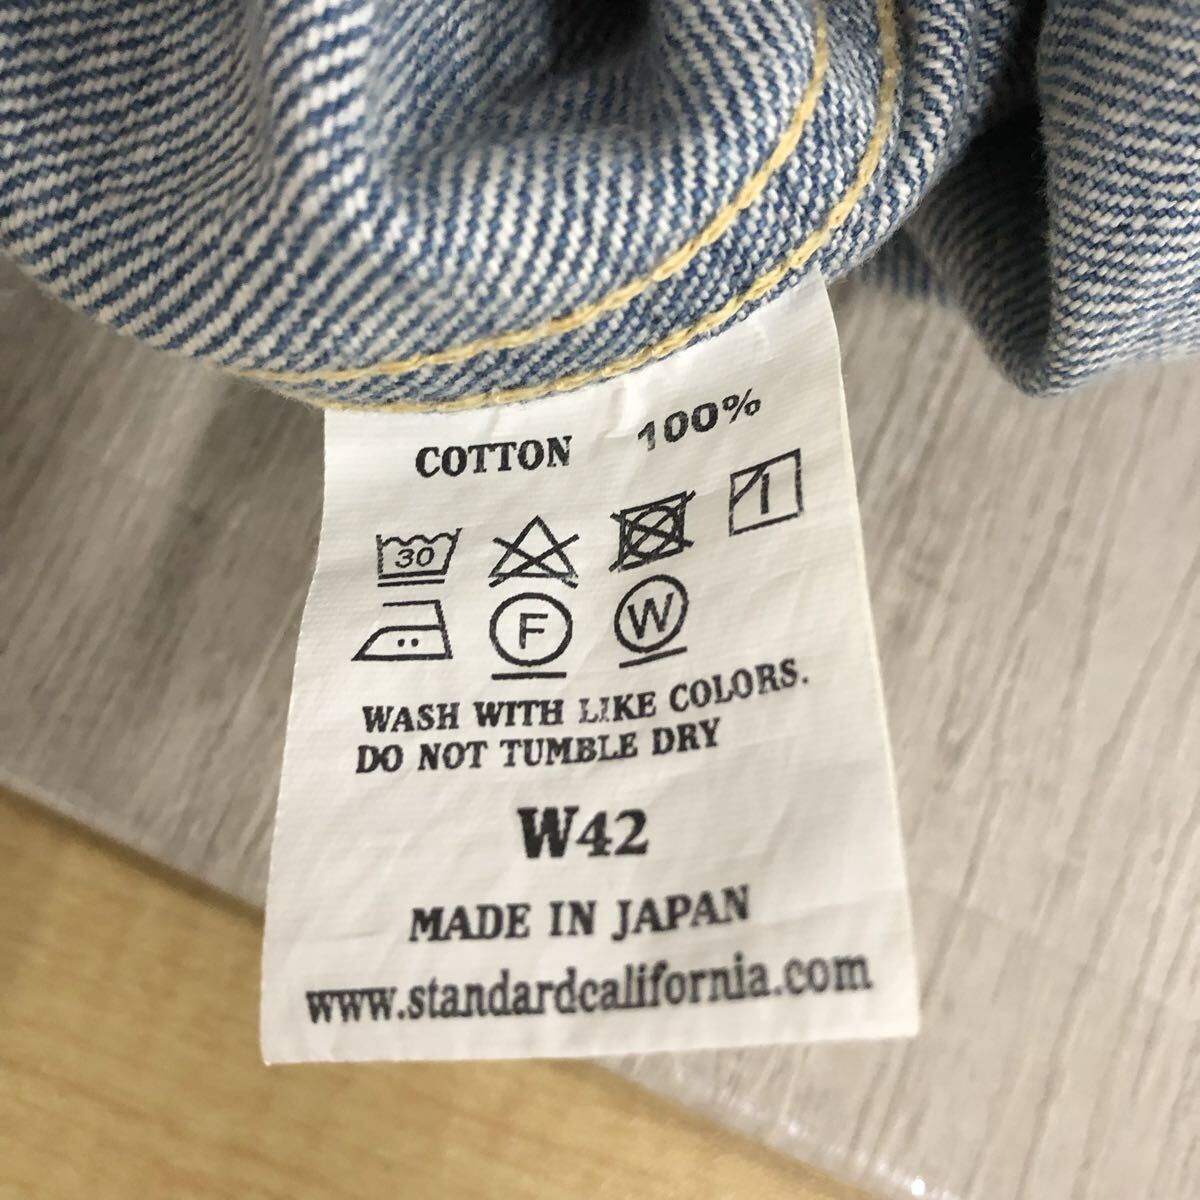 COTTON 100%
30
F W
WASH WITH LIKE COLORS.
DO NOT TUMBLE DRY
W42
MADE IN JAPAN
www.standardcalifornia.com